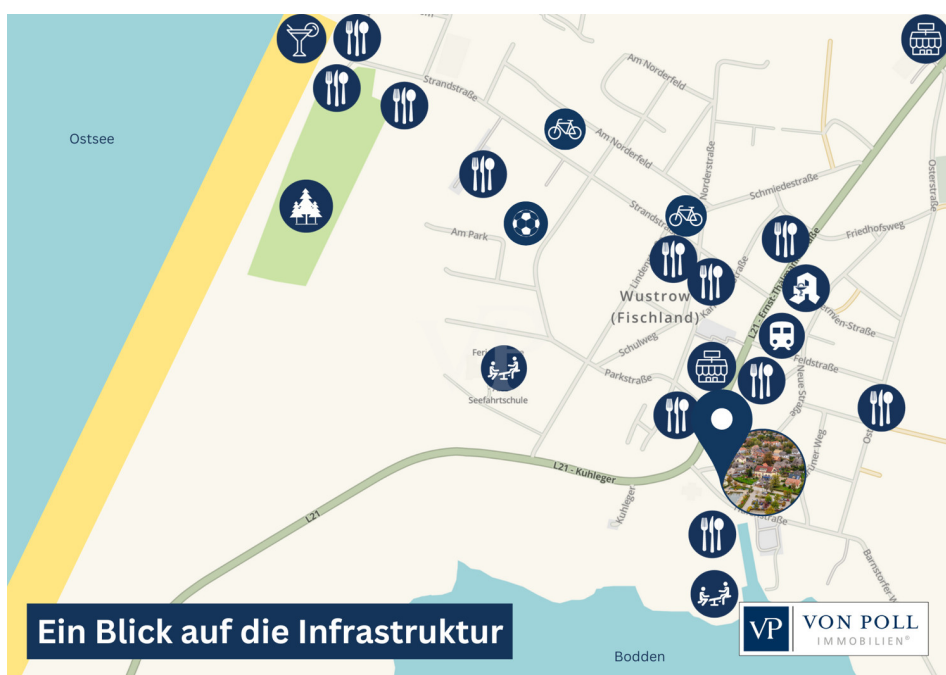 Ostsee
Strandstraße
Am Norderfeld
Am Norderfeld
Norderstraße
Schmiedestraße
Osterstraße
Friedhofsweg
Am Park
Wustrow
(Fischland)
Schulweg
Feldstraße
Parkstraße
Neue Straße
Seefahrtschule
L21 - Kuhleger
L21
Kuhleger
Bodden
Ein Blick auf die Infrastruktur
VP
VON POLL
IMMOBILIEN®